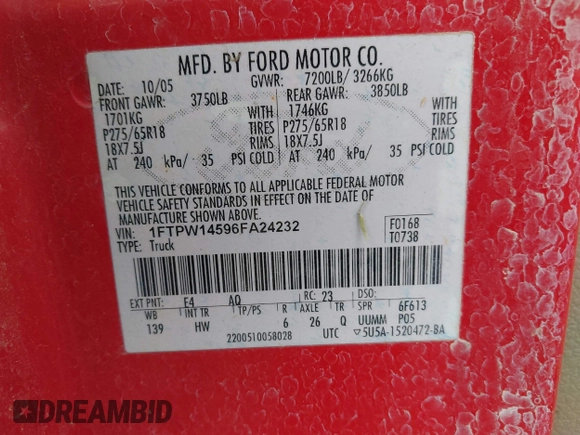 MFD. BY FORD MOTOR CO.
DATE: 10/05 GVWR: 7200LB/ 3266KG
FRONT GAWR: 3750LB REAR GAWR: 3850LB
1701KG 1746KG
P275/65R18 TIRES P275/65R18 TIRES
18X7.5J RIMS 18X7.5J RIMS
AT 240 kPa/ 35 PSI COLD AT 240 kPa/ 35 PSI COLD
THIS VEHICLE CONFORMS TO ALL APPLICABLE FEDERAL MOTOR
VEHICLE SAFETY STANDARDS IN EFFECT ON THE DATE OF
MANUFACTURE SHOWN ABOVE.
VIN: 1FTPW14596FA24232 F0168
TYPE: Truck T0738
EXT PNT: E4 AQ RC: 23 DSO:
WB INT TR TP/PS R AXLE TR SPR 6F613
139 HW 6 26 Q UUMM P05
2200510058028 UTC ▽5U5A-1520472-BA
DREAMBID